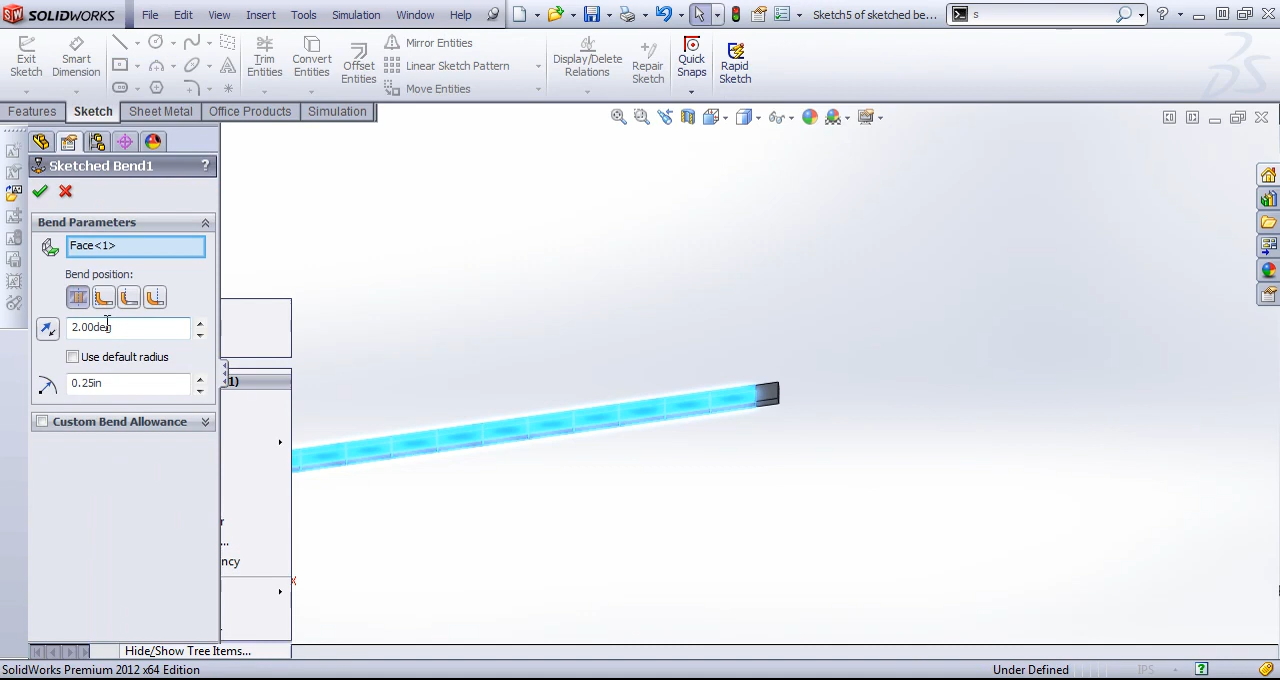 SOLIDWORKS File Edit View Insert Tools Simulation Window Help Sketch5 of sketched be... s
Exit Sketch Smart Dimension Trim Entities Convert Entities Offset Entities Mirror Entities Linear Sketch Pattern Move Entities Display/Delete Relations Repair Sketch Quick Snaps Rapid Sketch
Features Sketch Sheet Metal Office Products Simulation
Sketched Bend1 ?
Bend Parameters
Face<1>
Bend position:
2.00deg
Use default radius
0.25in
1)
Custom Bend Allowance
r
...
ncy
x
Hide/Show Tree Items...
SolidWorks Premium 2012 x64 Edition Under Defined IPS ?